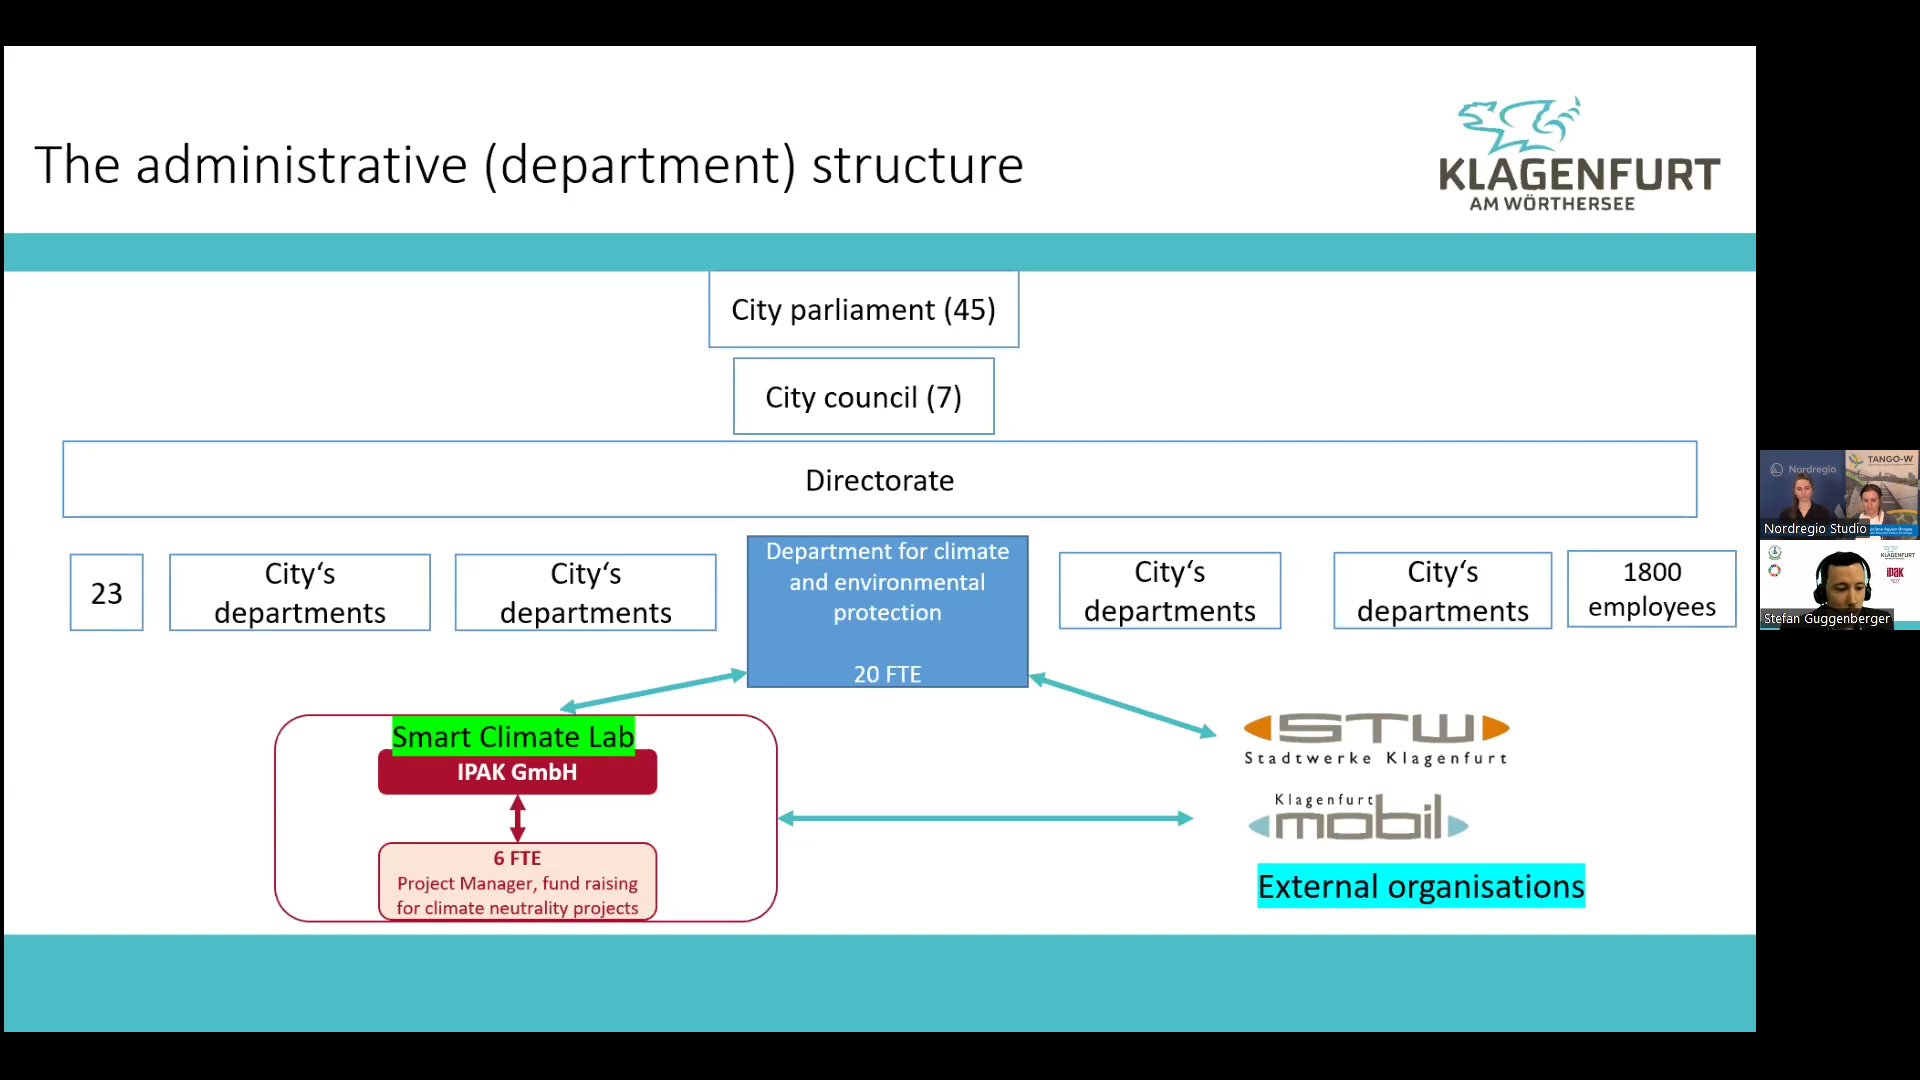 The administrative (department) structure
KLAGENFURT
AM WÖRTHERSEE
City parliament (45)
City council (7)
Directorate
23
City‘s
departments
City‘s
departments
Department for climate
and environmental
protection
20 FTE
City‘s
departments
City‘s
departments
1800
employees
Smart Climate Lab
IPAK GmbH
6 FTE
Project Manager, fund raising
for climate neutrality projects
STW
Stadtwerke Klagenfurt
Klagenfurt
mobil
External organisations
Nordregio
TANGO-W
Nordregio Studio
KLAGENFURT
ipak
Stefan Guggenberger